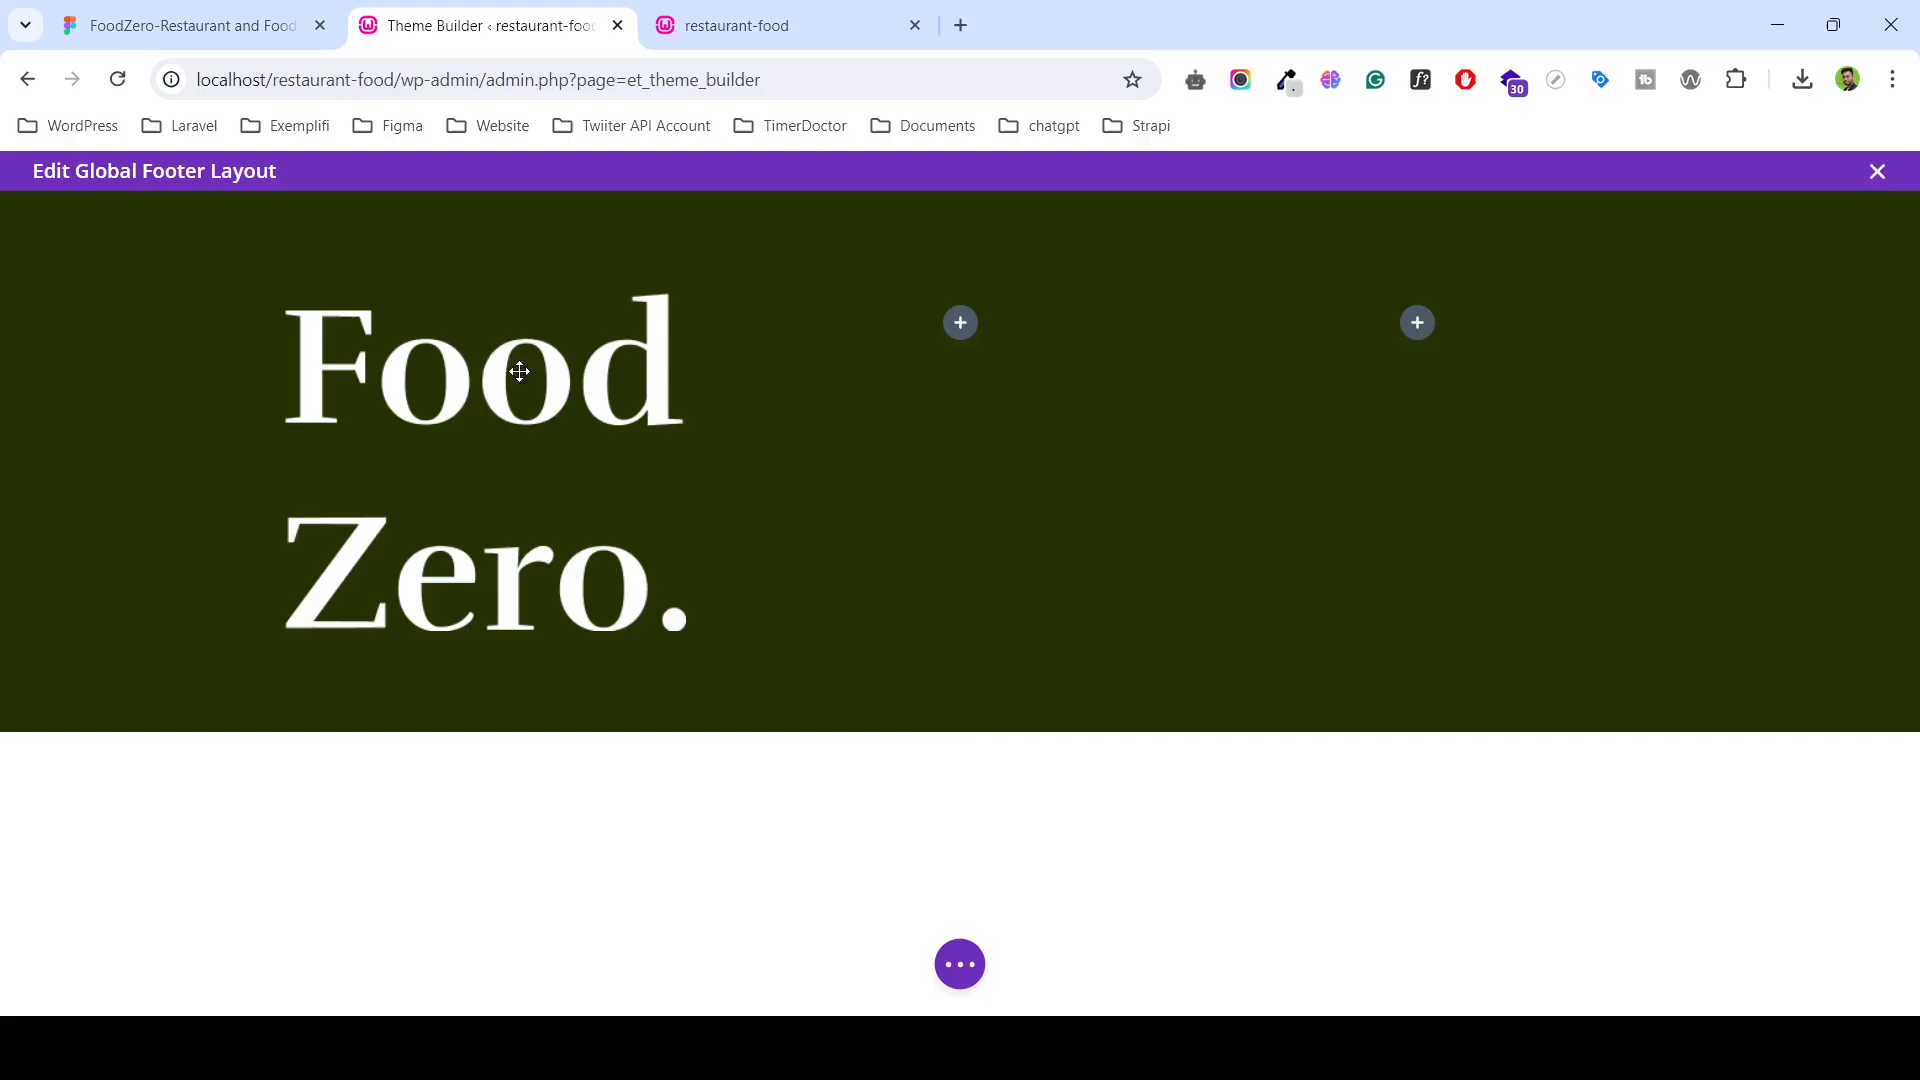 FoodZero-Restaurant and Food
Theme Builder ‹ restaurant-foo
restaurant-food
localhost/restaurant-food/wp-admin/admin.php?page=et_theme_builder
30
WordPress
Laravel
Exemplifi
Figma
Website
Twiiter API Account
TimerDoctor
Documents
chatgpt
Strapi
Edit Global Footer Layout
Food
Zero.